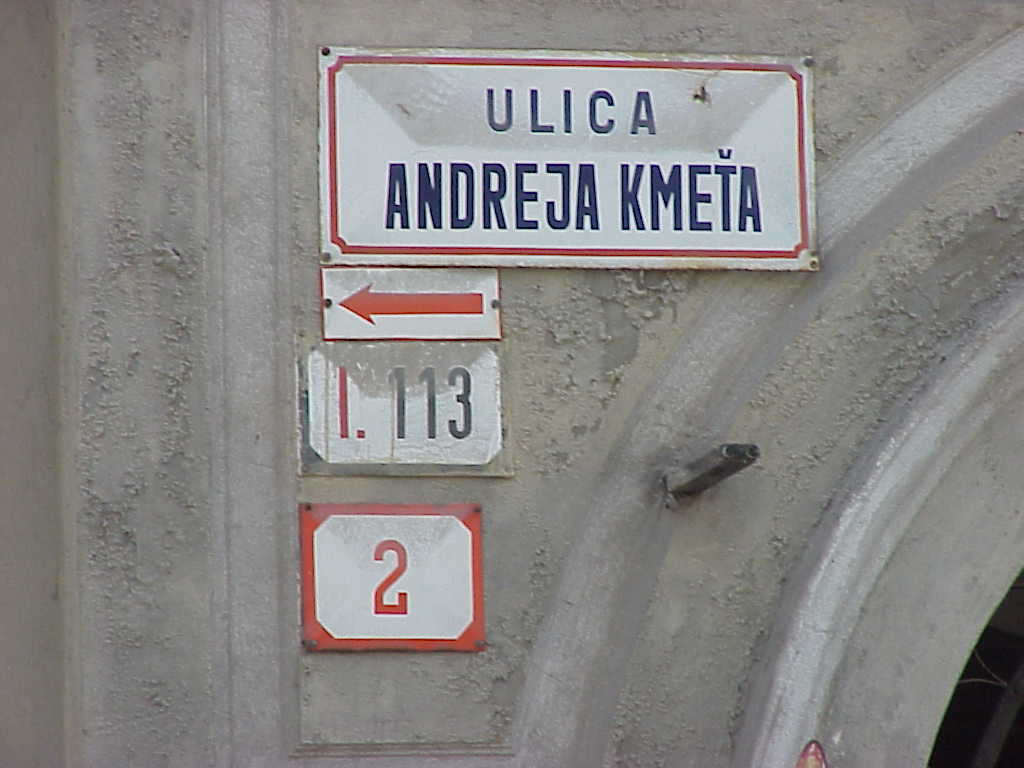 ULICA
ANDREJA KMEŤA
I. 113
2